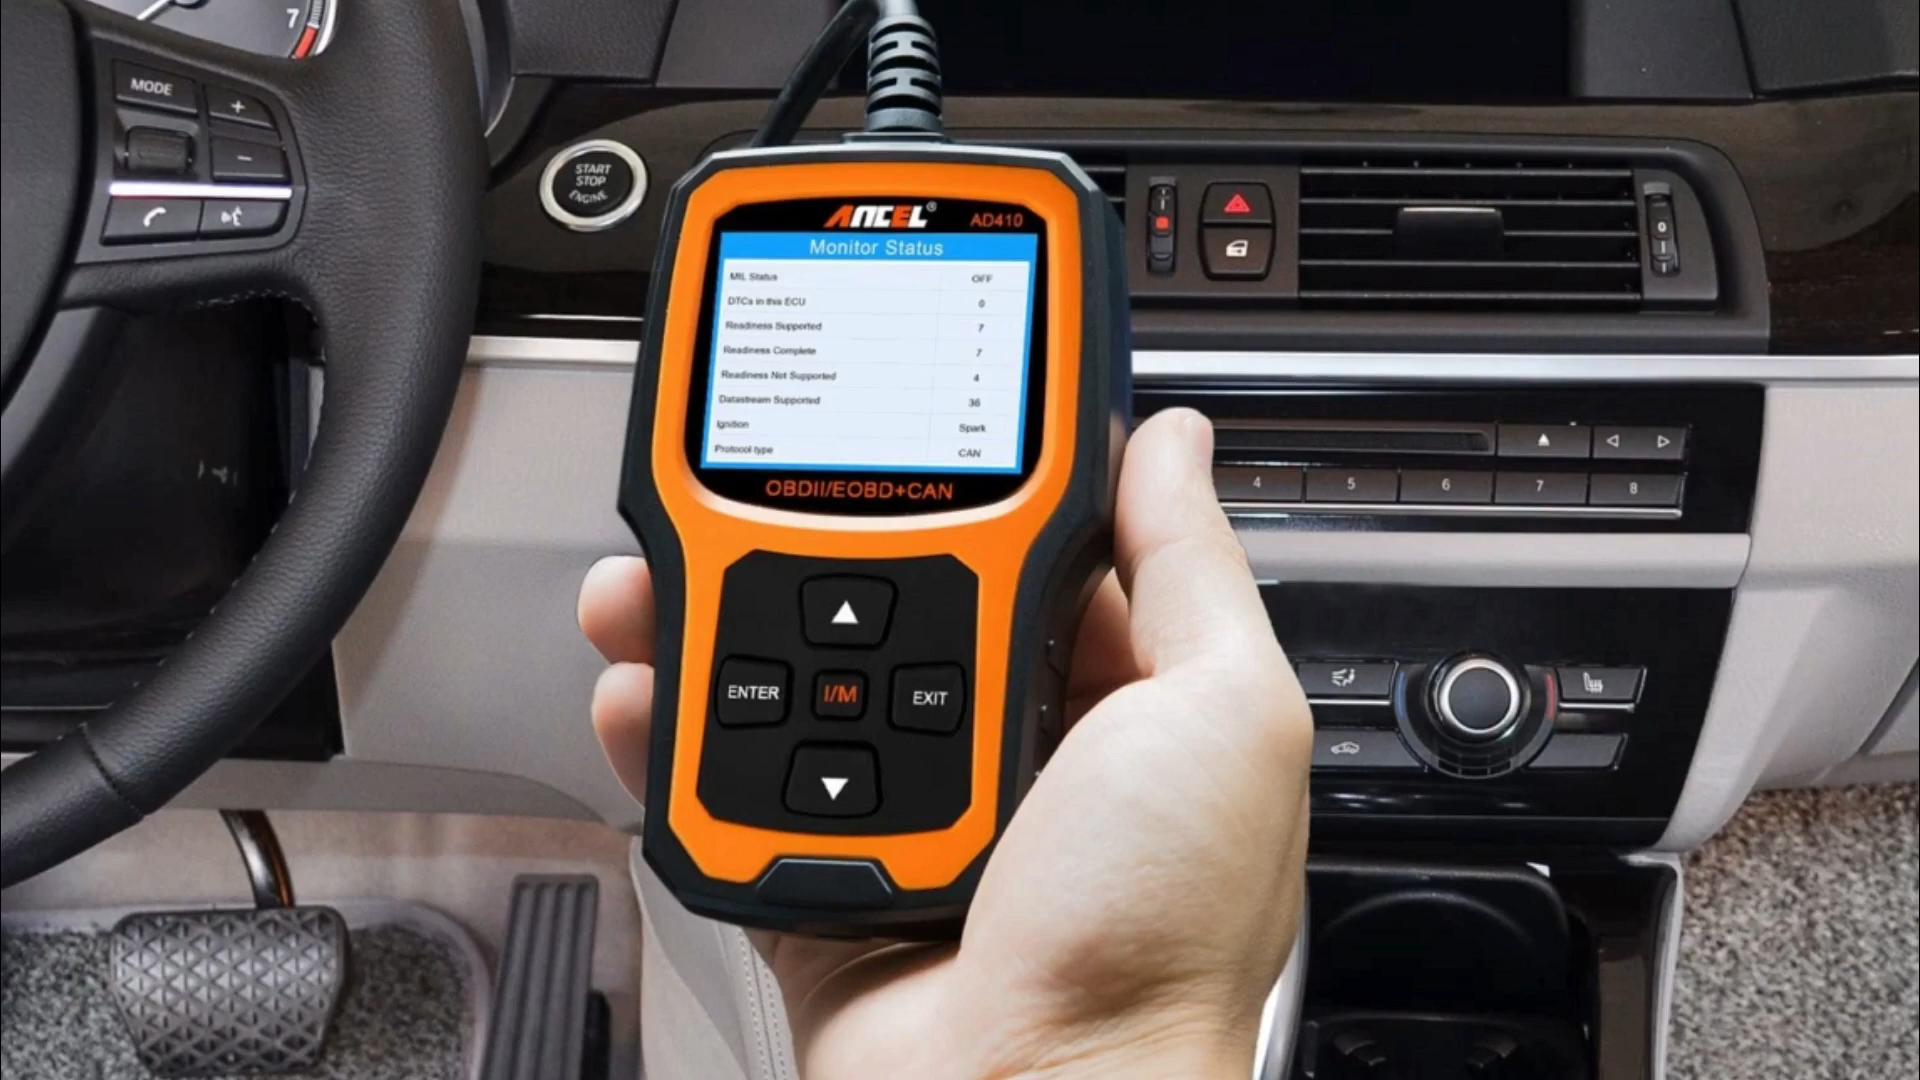 7
MODE
+
−
START
STOP
ENGINE
ANCEL®
AD410
Monitor Status
MIL Status OFF
DTCs in this ECU 0
Readiness Supported 7
Readiness Complete 7
Readiness Not Supported 4
Datastream Supported 36
Ignition Spark
Protocol type CAN
OBDII/EOBD+CAN
ENTER
I/M
EXIT
0
4
5
6
7
8